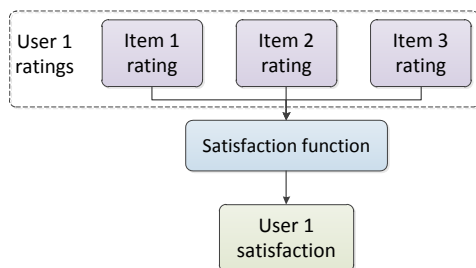 User 1
ratings
Item 1
rating
Item 2
rating
Item 3
rating
Satisfaction function
User 1
satisfaction